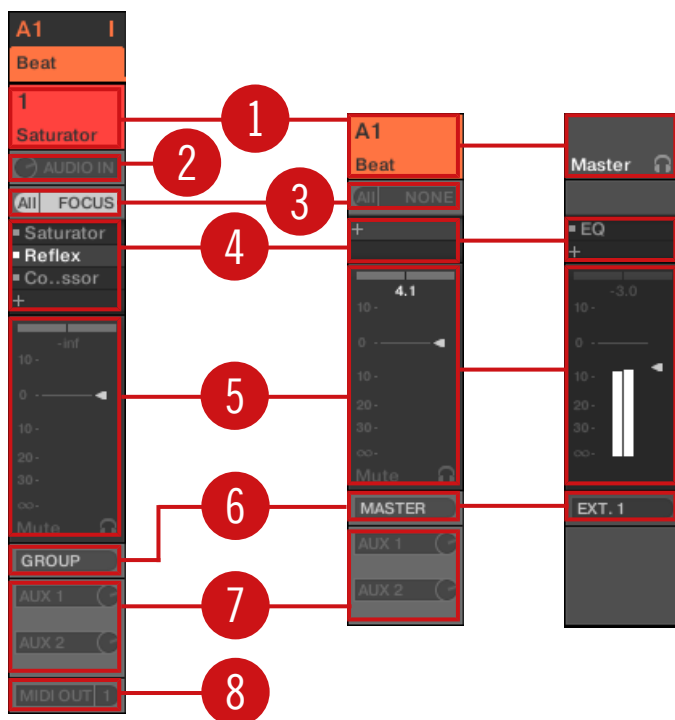 A1 I
Beat
1
Saturator
AUDIO IN
All FOCUS
Saturator
Reflex
Co..ssor
+
-inf
10 -
0 -
10 -
20 -
30 -
∞-
Mute
GROUP
AUX 1
AUX 2
MIDI OUT 1
1
2
3
4
5
6
7
8
A1
Beat
All NONE
+
4.1
10 -
0 -
10 -
20 -
30 -
∞-
Mute
MASTER
AUX 1
AUX 2
Master
EQ
+
-3.0
10 -
0 -
10 -
20 -
30 -
∞-
EXT. 1